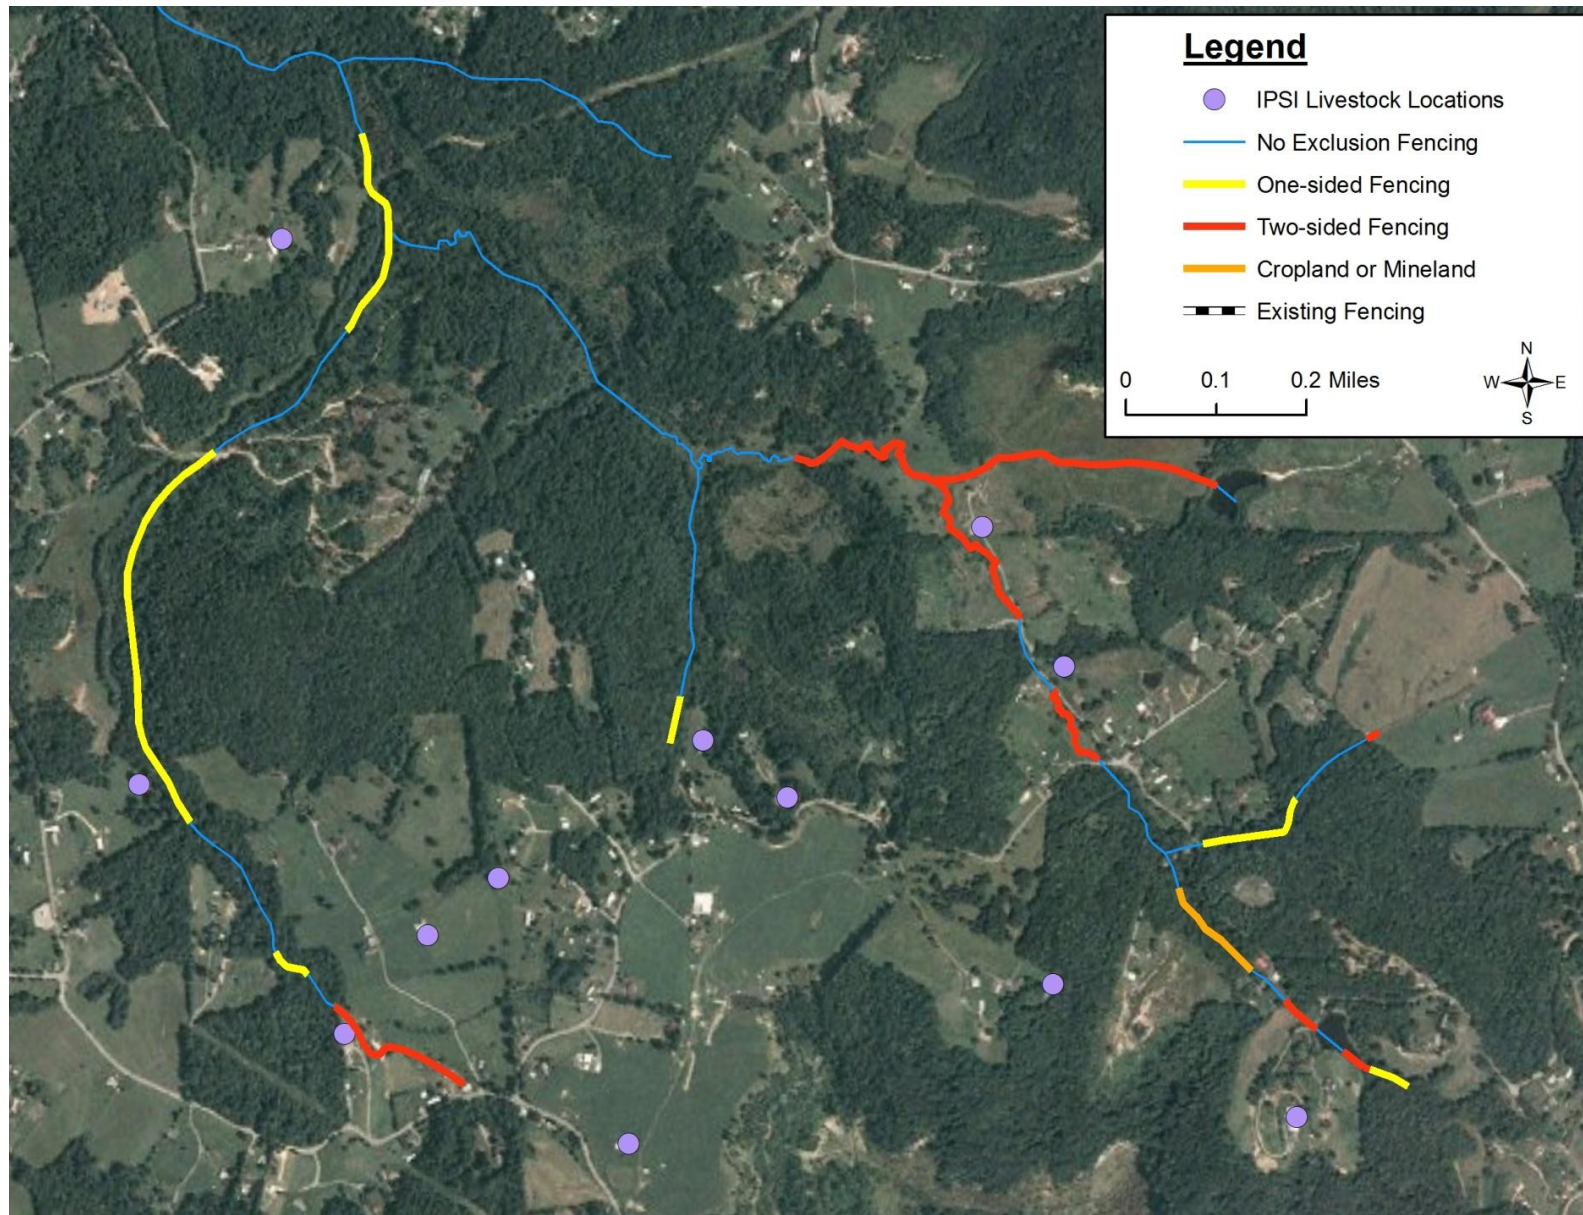 Legend
IPSI Livestock Locations
No Exclusion Fencing
One-sided Fencing
Two-sided Fencing
Cropland or Mineland
Existing Fencing
0 0.1 0.2 Miles
N
W E
S